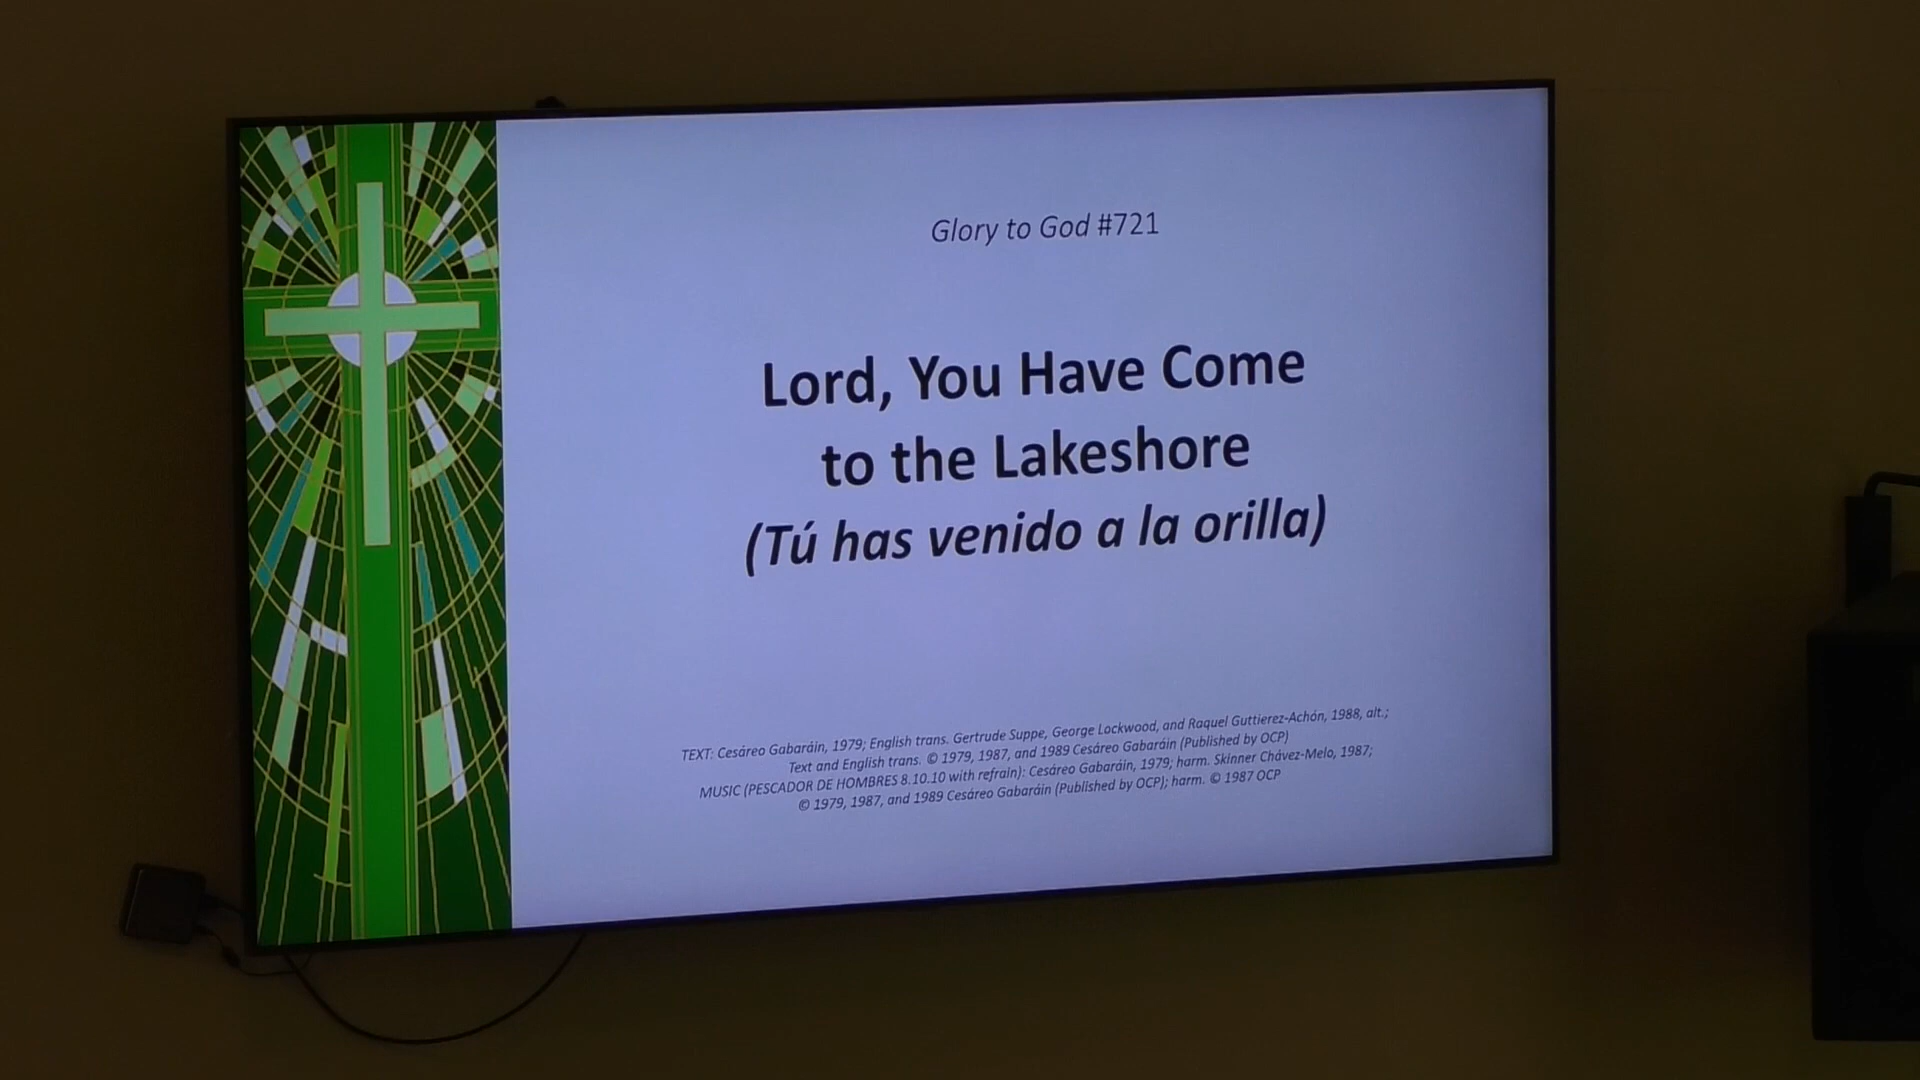 Glory to God #721
Lord, You Have Come
to the Lakeshore
(Tú has venido a la orilla)
TEXT: Cesáreo Gabaráin, 1979; English trans. Gertrude Suppe, George Lockwood, and Raquel Guttierez-Achón, 1988, alt.;
Text and English trans. © 1979, 1987, and 1989 Cesáreo Gabaráin (Published by OCP)
MUSIC (PESCADOR DE HOMBRES 8.10.10 with refrain): Cesáreo Gabaráin, 1979; harm. Skinner Chávez-Melo, 1987;
© 1979, 1987, and 1989 Cesáreo Gabaráin (Published by OCP); harm. © 1987 OCP